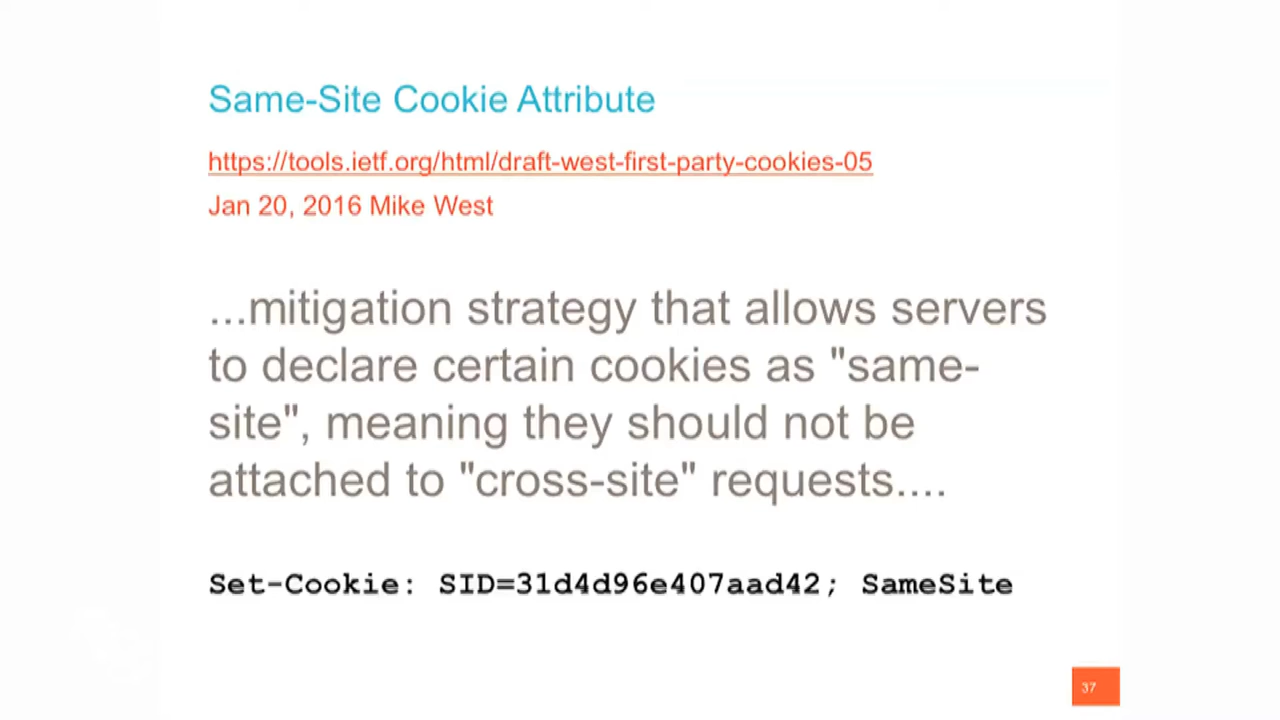 Same-Site Cookie Attribute
https://tools.ietf.org/html/draft-west-first-party-cookies-05
Jan 20, 2016 Mike West
...mitigation strategy that allows servers
to declare certain cookies as "same-
site", meaning they should not be
attached to "cross-site" requests....
Set-Cookie: SID=31d4d96e407aad42; SameSite
37